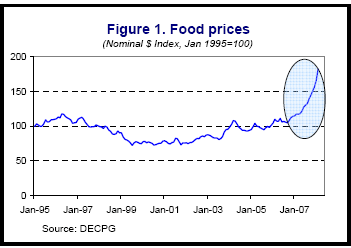 Figure 1. Food prices
(Nominal $ Index, Jan 1995=100)
200
150
100
50
0
Jan-95 Jan-97 Jan-99 Jan-01 Jan-03 Jan-05 Jan-07
Source: DECPG